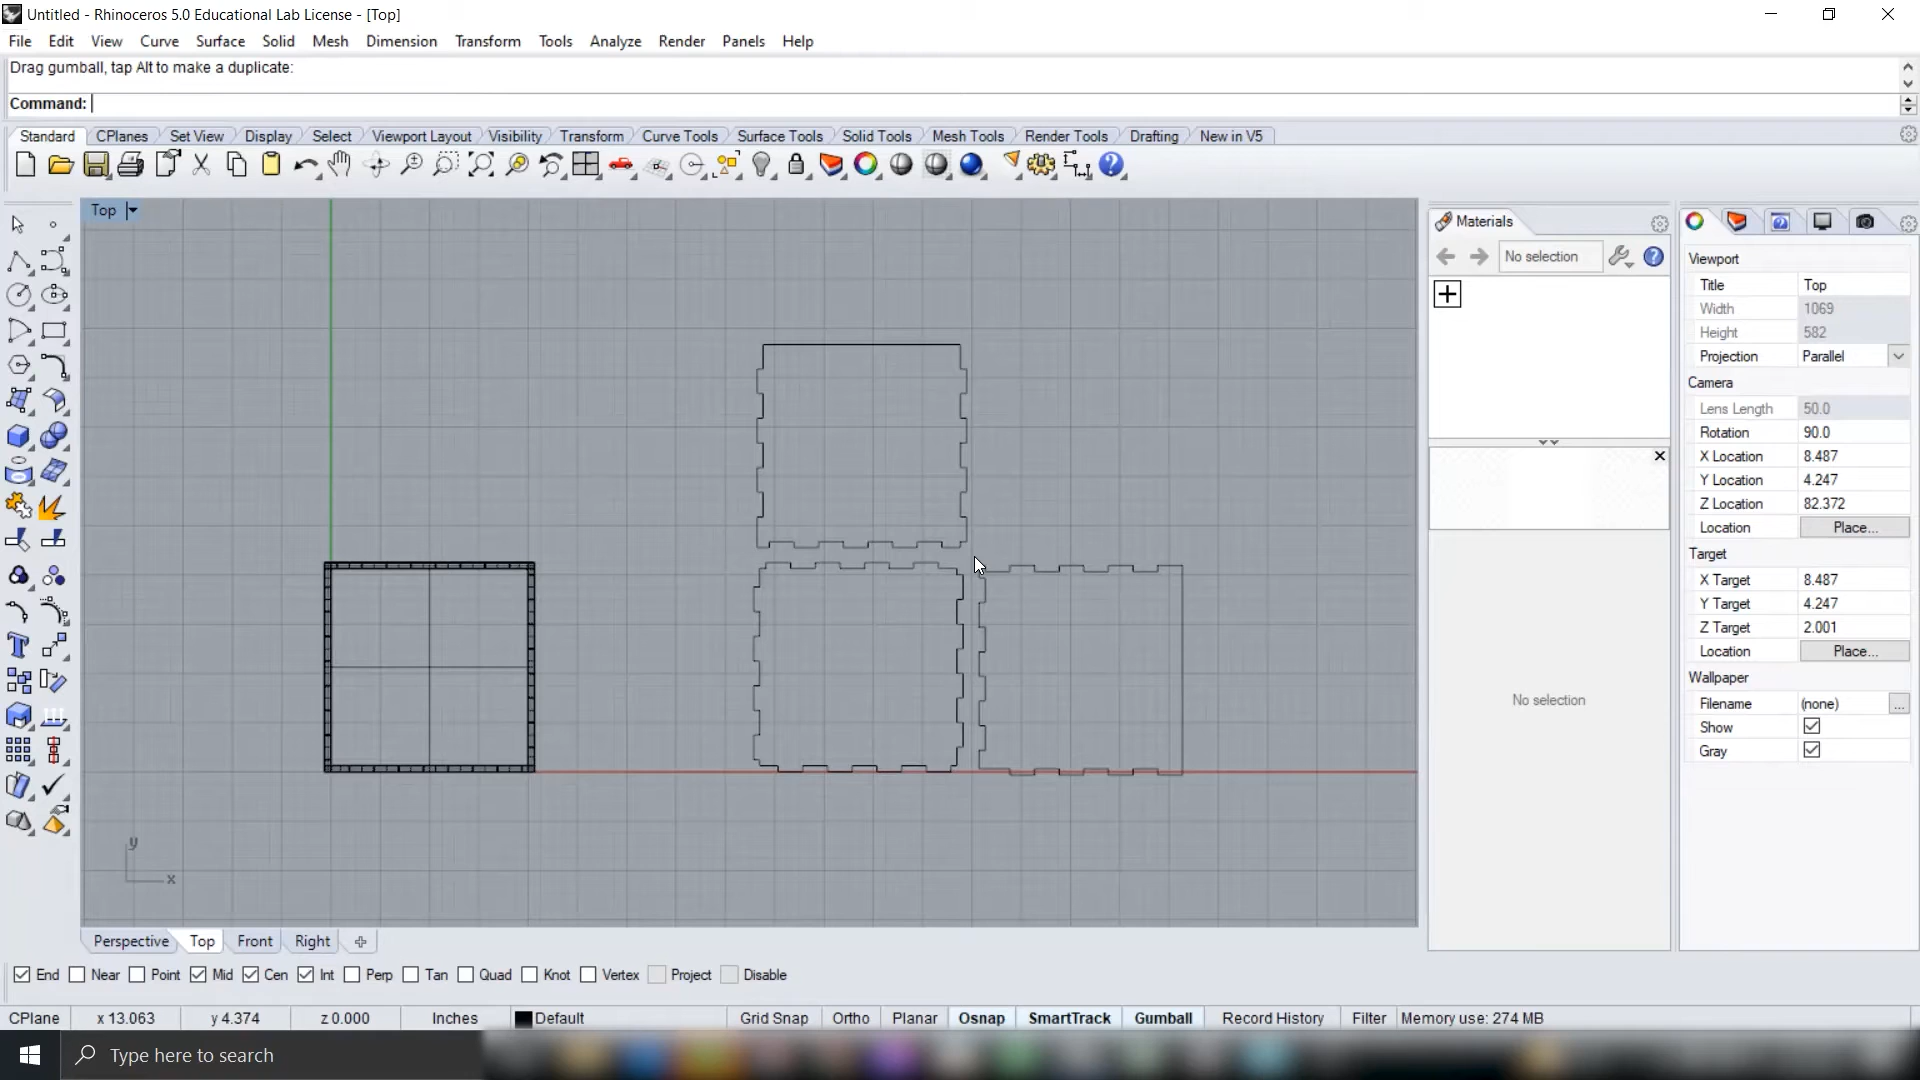 Untitled - Rhinoceros 5.0 Educational Lab License - [Top]
File Edit View Curve Surface Solid Mesh Dimension Transform Tools Analyze Render Panels Help
Drag gumball, tap Alt to make a duplicate:
Command:
Standard CPlanes Set View Display Select Viewport Layout Visibility Transform Curve Tools Surface Tools Solid Tools Mesh Tools Render Tools Drafting New in V5
Top
Materials
No selection
Viewport
Title Top
Width 1069
Height 582
Projection Parallel
Camera
Lens Length 50.0
Rotation 90.0
X Location 8.487
Y Location 4.247
Z Location 82.372
Location Place...
Target
X Target 8.487
Y Target 4.247
Z Target 2.001
Location Place...
Wallpaper
Filename (none) ...
Show
Gray
No selection
y
x
Perspective Top Front Right
End Near Point Mid Cen Int Perp Tan Quad Knot Vertex Project Disable
CPlane x 13.063 y 4.374 z 0.000 Inches Default Grid Snap Ortho Planar Osnap SmartTrack Gumball Record History Filter Memory use: 274 MB
Type here to search